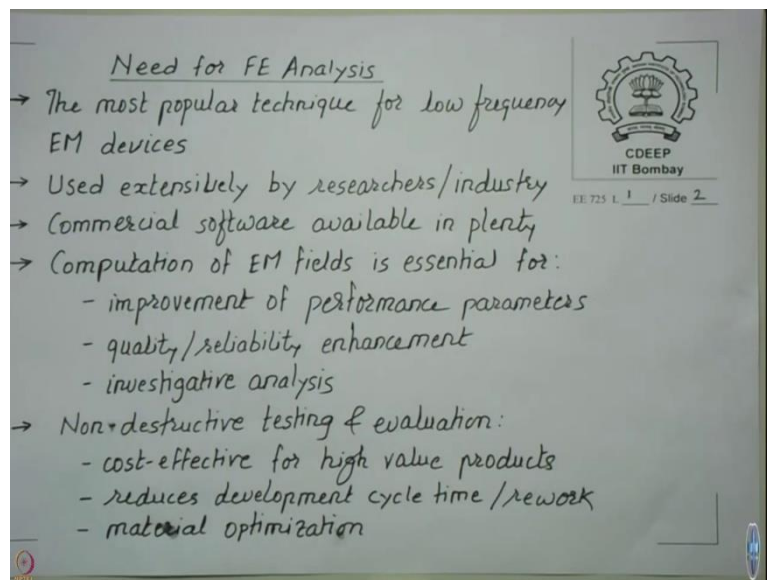 Need for FE Analysis
→ The most popular technique for low frequency
EM devices
→ Used extensively by researchers/industry
→ Commercial software available in plenty
→ Computation of EM fields is essential for:
- improvement of performance parameters
- quality/reliability enhancement
- investigative analysis
→ Non-destructive testing & evaluation:
- cost-effective for high value products
- reduces development cycle time/rework
- material optimization
CDEEP
IIT Bombay
EE 725 L 1 / Slide 2